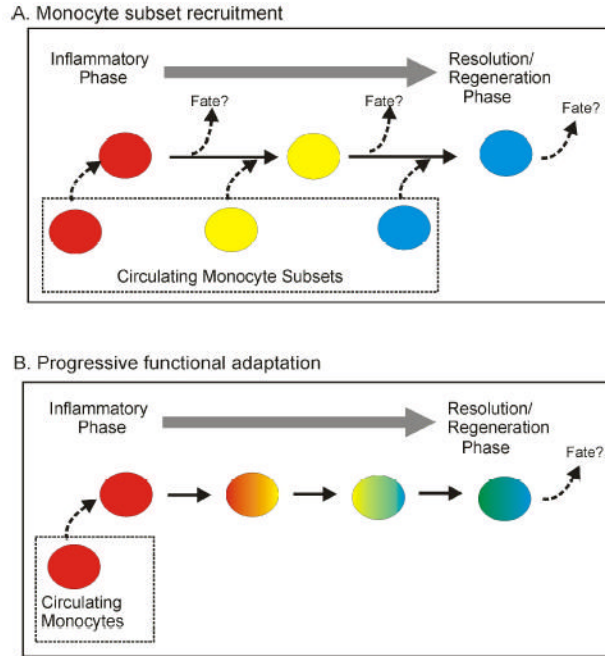 A. Monocyte subset recruitment
Inflammatory
Phase
Resolution/
Regeneration
Phase
Fate?
Fate?
Fate?
Circulating Monocyte Subsets
B. Progressive functional adaptation
Inflammatory
Phase
Resolution/
Regeneration
Phase
Fate?
Circulating
Monocytes